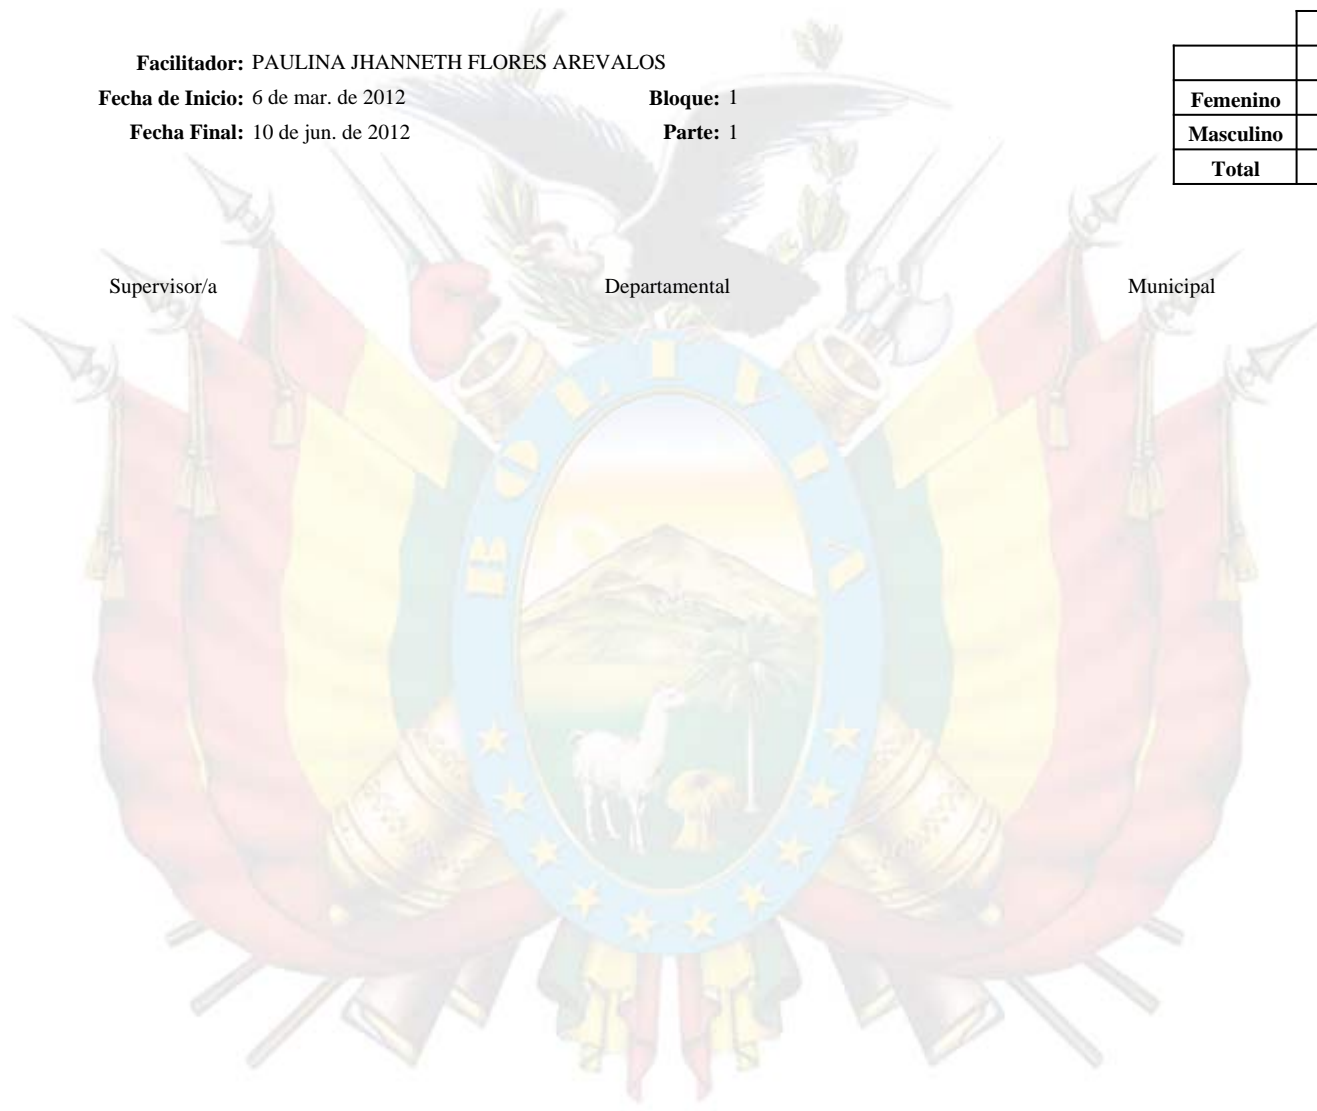 Facilitador: PAULINA JHANNETH FLORES AREVALOS
Fecha de Inicio: 6 de mar. de 2012 Bloque: 1
Fecha Final: 10 de jun. de 2012 Parte: 1
Femenino
Masculino
Total
Supervisor/a Departamental Municipal
BOLIVIA